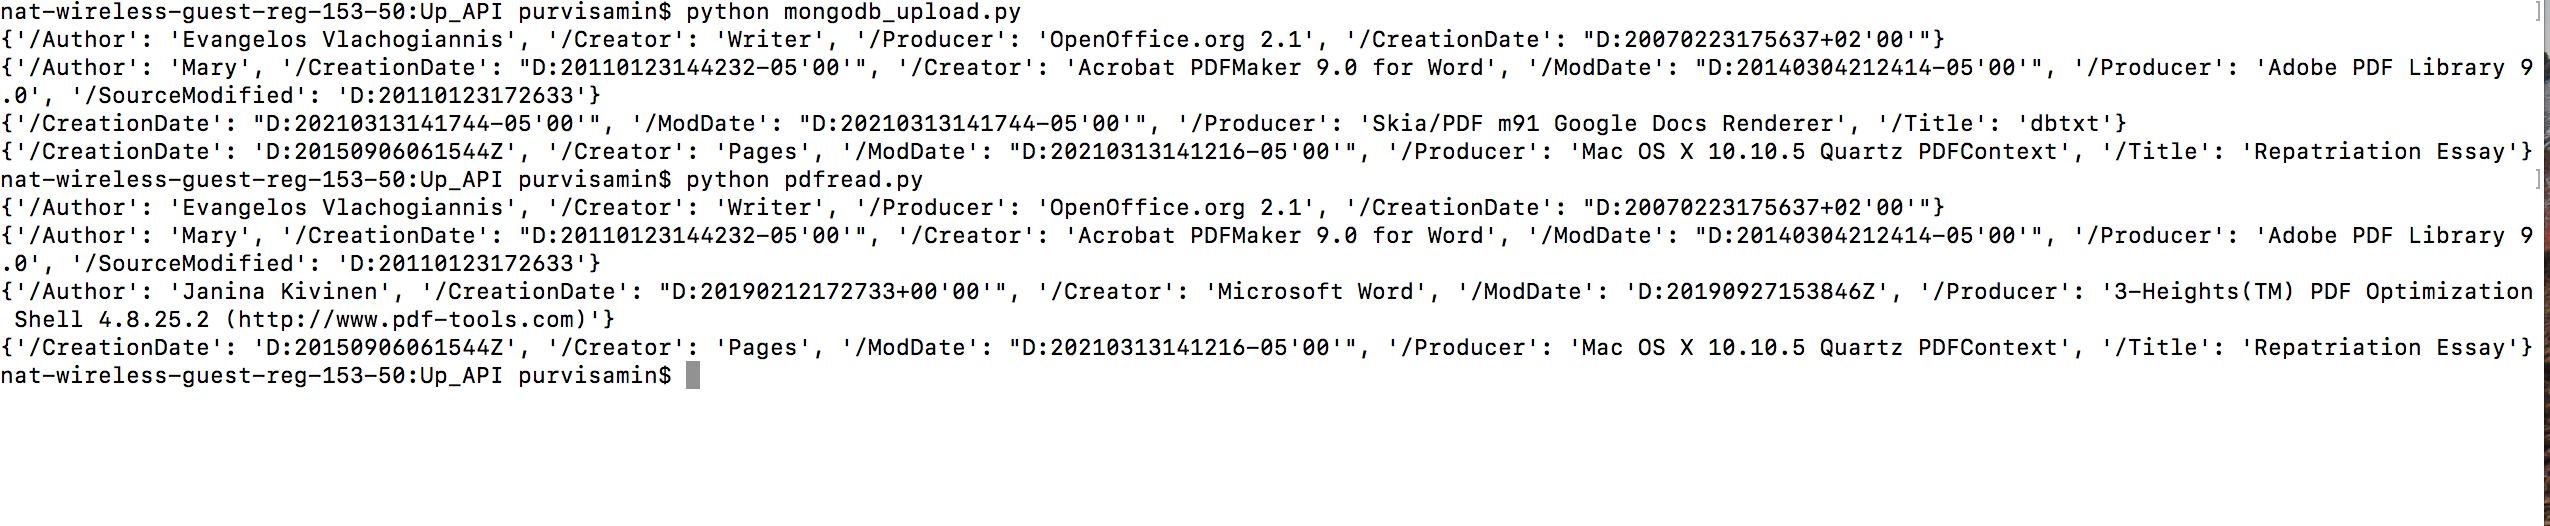 nat-wireless-guest-reg-153-50:Up_API purvisamin$ python mongodb_upload.py ]
{'/Author': 'Evangelos Vlachogiannis', '/Creator': 'Writer', '/Producer': 'OpenOffice.org 2.1', '/CreationDate': "D:20070223175637+02'00'"}
{'/Author': 'Mary', '/CreationDate': "D:20110123144232-05'00'", '/Creator': 'Acrobat PDFMaker 9.0 for Word', '/ModDate': "D:20140304212414-05'00'", '/Producer': 'Adobe PDF Library 9
.0', '/SourceModified': 'D:20110123172633'}
{'/CreationDate': "D:20210313141744-05'00'", '/ModDate': "D:20210313141744-05'00'", '/Producer': 'Skia/PDF m91 Google Docs Renderer', '/Title': 'dbtxt'}
{'/CreationDate': 'D:20150906061544Z', '/Creator': 'Pages', '/ModDate': "D:20210313141216-05'00'", '/Producer': 'Mac OS X 10.10.5 Quartz PDFContext', '/Title': 'Repatriation Essay'}
nat-wireless-guest-reg-153-50:Up_API purvisamin$ python pdfread.py ]
{'/Author': 'Evangelos Vlachogiannis', '/Creator': 'Writer', '/Producer': 'OpenOffice.org 2.1', '/CreationDate': "D:20070223175637+02'00'"}
{'/Author': 'Mary', '/CreationDate': "D:20110123144232-05'00'", '/Creator': 'Acrobat PDFMaker 9.0 for Word', '/ModDate': "D:20140304212414-05'00'", '/Producer': 'Adobe PDF Library 9
.0', '/SourceModified': 'D:20110123172633'}
{'/Author': 'Janina Kivinen', '/CreationDate': "D:20190212172733+00'00'", '/Creator': 'Microsoft Word', '/ModDate': 'D:20190927153846Z', '/Producer': '3-Heights(TM) PDF Optimization
 Shell 4.8.25.2 (http://www.pdf-tools.com)'}
{'/CreationDate': 'D:20150906061544Z', '/Creator': 'Pages', '/ModDate': "D:20210313141216-05'00'", '/Producer': 'Mac OS X 10.10.5 Quartz PDFContext', '/Title': 'Repatriation Essay'}
nat-wireless-guest-reg-153-50:Up_API purvisamin$